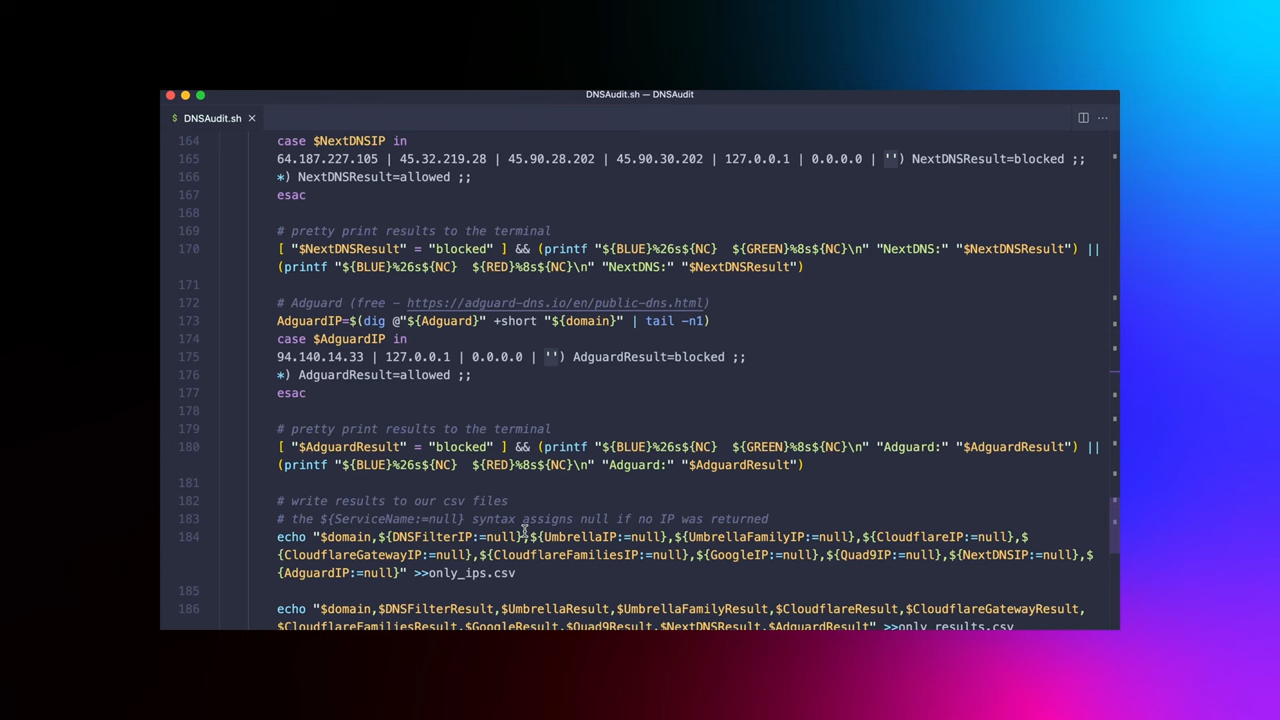 DNSAudit.sh — DNSAudit
$ DNSAudit.sh ×
164 case $NextDNSIP in
165 64.187.227.105 | 45.32.219.28 | 45.90.28.202 | 45.90.30.202 | 127.0.0.1 | 0.0.0.0 | '') NextDNSResult=blocked ;;
166 *) NextDNSResult=allowed ;;
167 esac
168
169 # pretty print results to the terminal
170 [ "$NextDNSResult" = "blocked" ] && (printf "${BLUE}%26s${NC}  ${GREEN}%8s${NC}\n" "NextDNS:" "$NextDNSResult") ||
(printf "${BLUE}%26s${NC}  ${RED}%8s${NC}\n" "NextDNS:" "$NextDNSResult")
171
172 # Adguard (free - https://adguard-dns.io/en/public-dns.html)
173 AdguardIP=$(dig @"${Adguard}" +short "${domain}" | tail -n1)
174 case $AdguardIP in
175 94.140.14.33 | 127.0.0.1 | 0.0.0.0 | '') AdguardResult=blocked ;;
176 *) AdguardResult=allowed ;;
177 esac
178
179 # pretty print results to the terminal
180 [ "$AdguardResult" = "blocked" ] && (printf "${BLUE}%26s${NC}  ${GREEN}%8s${NC}\n" "Adguard:" "$AdguardResult") ||
(printf "${BLUE}%26s${NC}  ${RED}%8s${NC}\n" "Adguard:" "$AdguardResult")
181
182 # write results to our csv files
183 # the ${ServiceName:=null} syntax assigns null if no IP was returned
184 echo "$domain,${DNSFilterIP:=null},${UmbrellaIP:=null},${UmbrellaFamilyIP:=null},${CloudflareIP:=null},$
{CloudflareGatewayIP:=null},${CloudflareFamiliesIP:=null},${GoogleIP:=null},${Quad9IP:=null},${NextDNSIP:=null},$
{AdguardIP:=null}" >>only_ips.csv
185
186 echo "$domain,$DNSFilterResult,$UmbrellaResult,$UmbrellaFamilyResult,$CloudflareResult,$CloudflareGatewayResult,
$CloudflareFamiliesResult,$GoogleResult,$Quad9Result,$NextDNSResult,$AdguardResult" >>only_results.csv